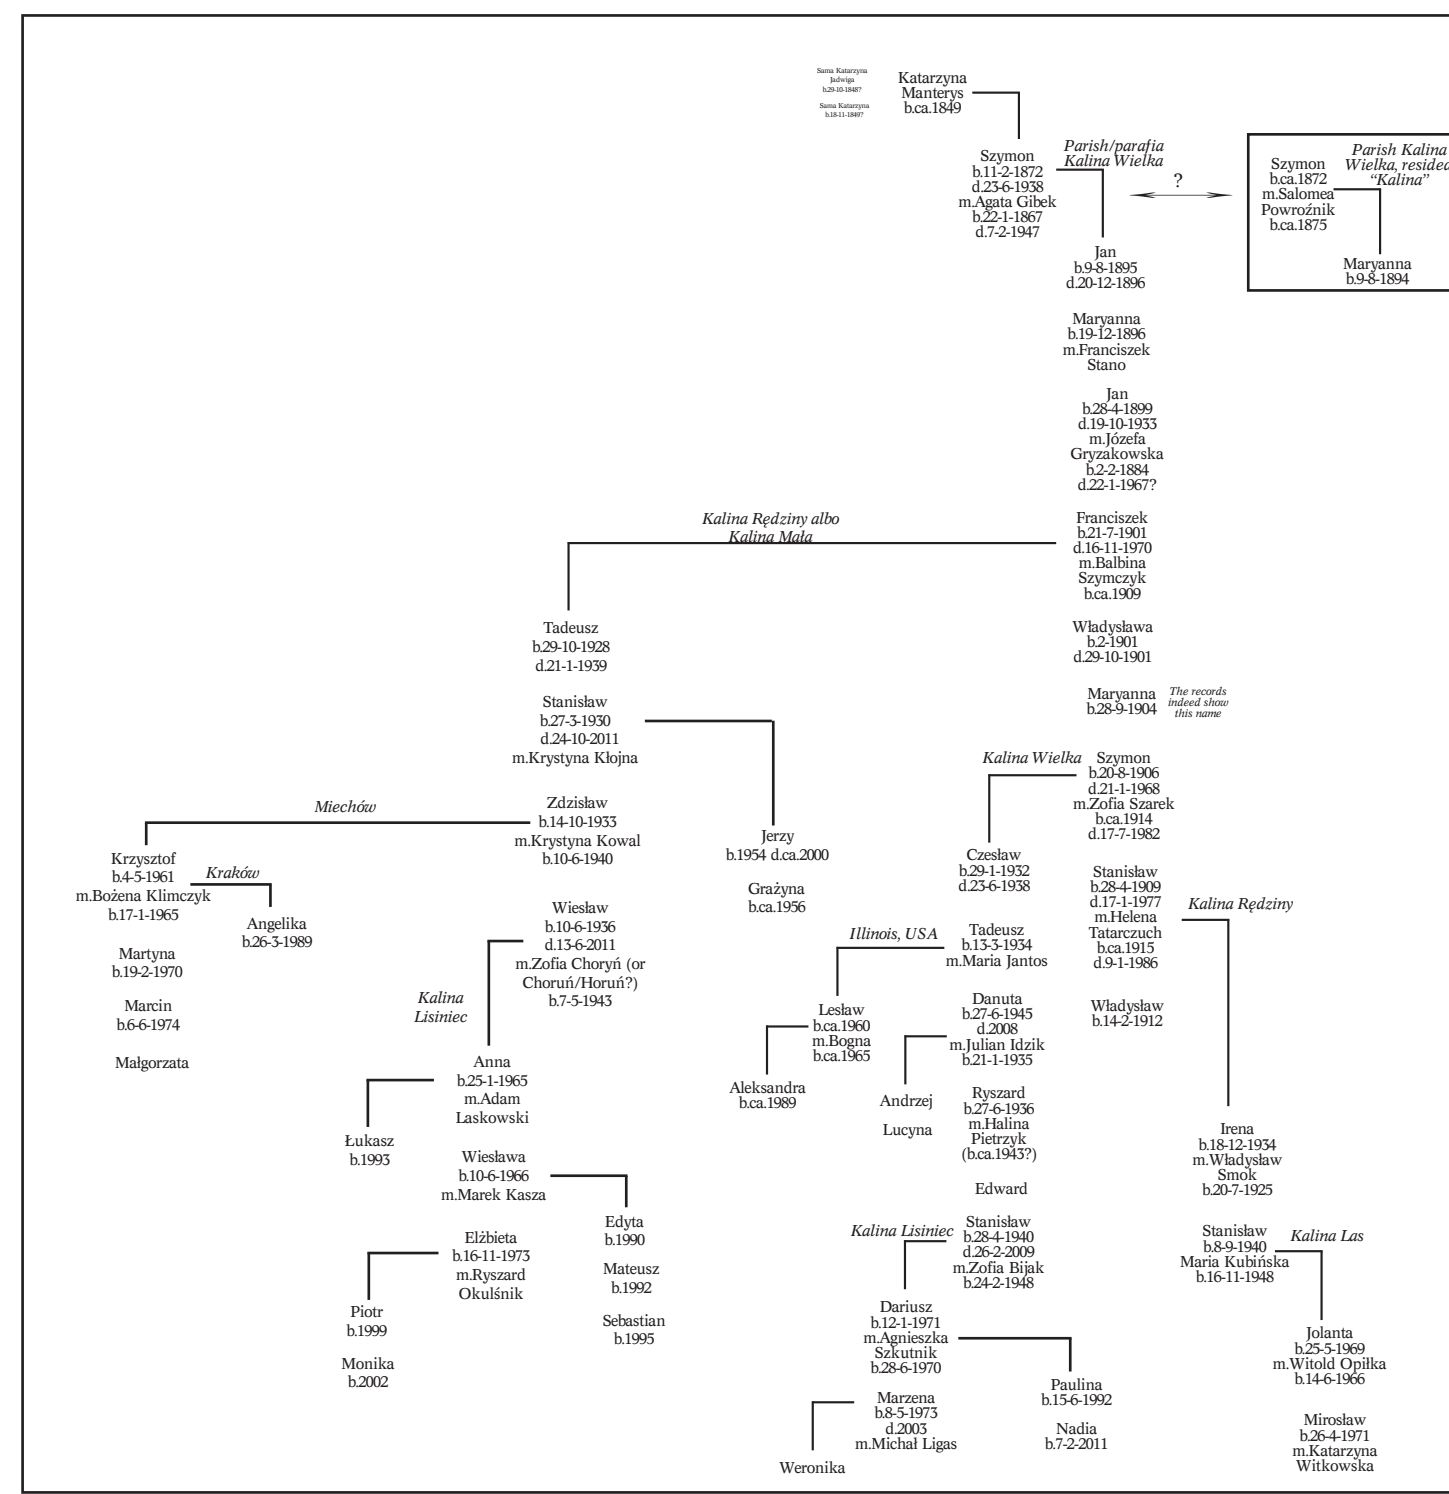 Sama Katarzyna
Jadwiga
b.29-10-1848?
Sama Katarzyna
b.18-11-1849?
Katarzyna
Manterys
b.ca.1849
Szymon
b.11-2-1872
d.23-6-1938
m.Agata Gibek
b.22-1-1867
d.7-2-1947
Parish/parafia
Kalina Wielka
?
Szymon
b.ca.1872
m.Salomea
Powroźnik
b.ca.1875
Parish Kalina
Wielka, resided
“Kalina”
Maryanna
b.9-8-1894
Jan
b.9-8-1895
d.20-12-1896
Maryanna
b.19-12-1896
m.Franciszek
Stano
Jan
b.28-4-1899
d.19-10-1933
m.Józefa
Gryzakowska
b.2-2-1884
d.22-1-1967?
Kalina Rędziny albo
Kalina Mała
Franciszek
b.21-7-1901
d.16-11-1970
m.Balbina
Szymczyk
b.ca.1909
Władysława
b.2-1901
d.29-10-1901
Maryanna
b.28-9-1904
The records
indeed show
this name
Tadeusz
b.29-10-1928
d.21-1-1939
Stanisław
b.27-3-1930
d.24-10-2011
m.Krystyna Kłojna
Kalina Wielka
Szymon
b.20-8-1906
d.21-1-1968
m.Zofia Szarek
b.ca.1914
d.17-7-1982
Miechów
Zdzisław
b.14-10-1933
m.Krystyna Kowal
b.10-6-1940
Jerzy
b.1954 d.ca.2000
Grażyna
b.ca.1956
Krzysztof
b.4-5-1961
m.Bożena Klimczyk
b.17-1-1965
Kraków
Angelika
b.26-3-1989
Martyna
b.19-2-1970
Marcin
b.6-6-1974
Małgorzata
Wiesław
b.10-6-1936
d.13-6-2011
m.Zofia Choryń (or
Choruń/Horuń?)
b.7-5-1943
Kalina
Lisiniec
Czesław
b.29-1-1932
d.23-6-1938
Stanisław
b.28-4-1909
d.17-1-1977
m.Helena
Tatarczuch
b.ca.1915
d.9-1-1986
Kalina Rędziny
Illinois, USA
Tadeusz
b.13-3-1934
m.Maria Jantos
Władysław
b.14-2-1912
Lesław
b.ca.1960
m.Bogna
b.ca.1965
Danuta
b.27-6-1945
d.2008
m.Julian Idzik
b.21-1-1935
Aleksandra
b.ca.1989
Andrzej
Lucyna
Ryszard
b.27-6-1936
m.Halina
Pietrzyk
(b.ca.1943?)
Edward
Anna
b.25-1-1965
m.Adam
Laskowski
Łukasz
b.1993
Wiesława
b.10-6-1966
m.Marek Kasza
Edyta
b.1990
Mateusz
b.1992
Sebastian
b.1995
Elżbieta
b.16-11-1973
m.Ryszard
Okulśnik
Piotr
b.1999
Monika
b.2002
Irena
b.18-12-1934
m.Władysław
Smok
b.20-7-1925
Kalina Lisiniec
Stanisław
b.28-4-1940
d.26-2-2009
m.Zofia Bijak
b.24-2-1948
Stanisław
b.8-9-1940
Maria Kubińska
b.16-11-1948
Kalina Las
Dariusz
b.12-1-1971
m.Agnieszka
Szkutnik
b.28-6-1970
Paulina
b.15-6-1992
Nadia
b.7-2-2011
Marzena
b.8-5-1973
d.2003
m.Michał Ligas
Weronika
Jolanta
b.25-5-1969
m.Witold Opiłka
b.14-6-1966
Mirosław
b.26-4-1971
m.Katarzyna
Witkowska